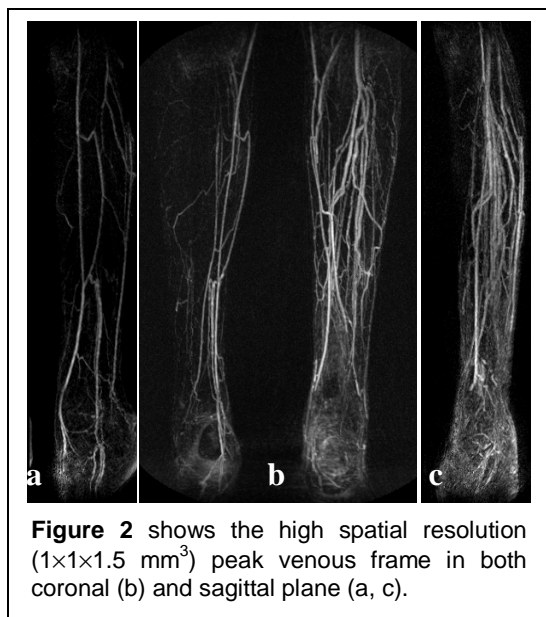 a b c
Figure 2 shows the high spatial resolution
(1×1×1.5 mm³) peak venous frame in both
coronal (b) and sagittal plane (a, c).